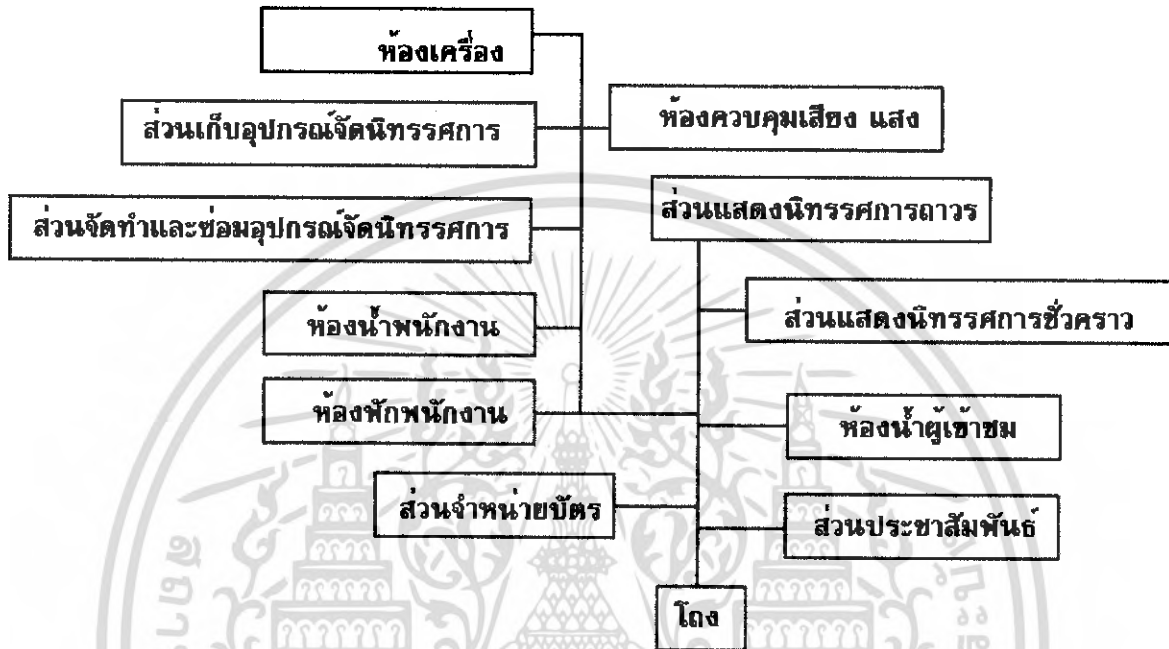 ห้องเครื่อง
ส่วนเก็บอุปกรณ์จัดนิทรรศการ
ห้องควบคุมเสียง แสง
ส่วนแสดงนิทรรศการถาวร
ส่วนจัดทำและซ่อมอุปกรณ์จัดนิทรรศการ
ส่วนแสดงนิทรรศการชั่วคราว
ห้องน้ำพนักงาน
ห้องพักพนักงาน
ห้องน้ำผู้เข้าชม
ส่วนจำหน่ายบัตร
ส่วนประชาสัมพันธ์
โถง